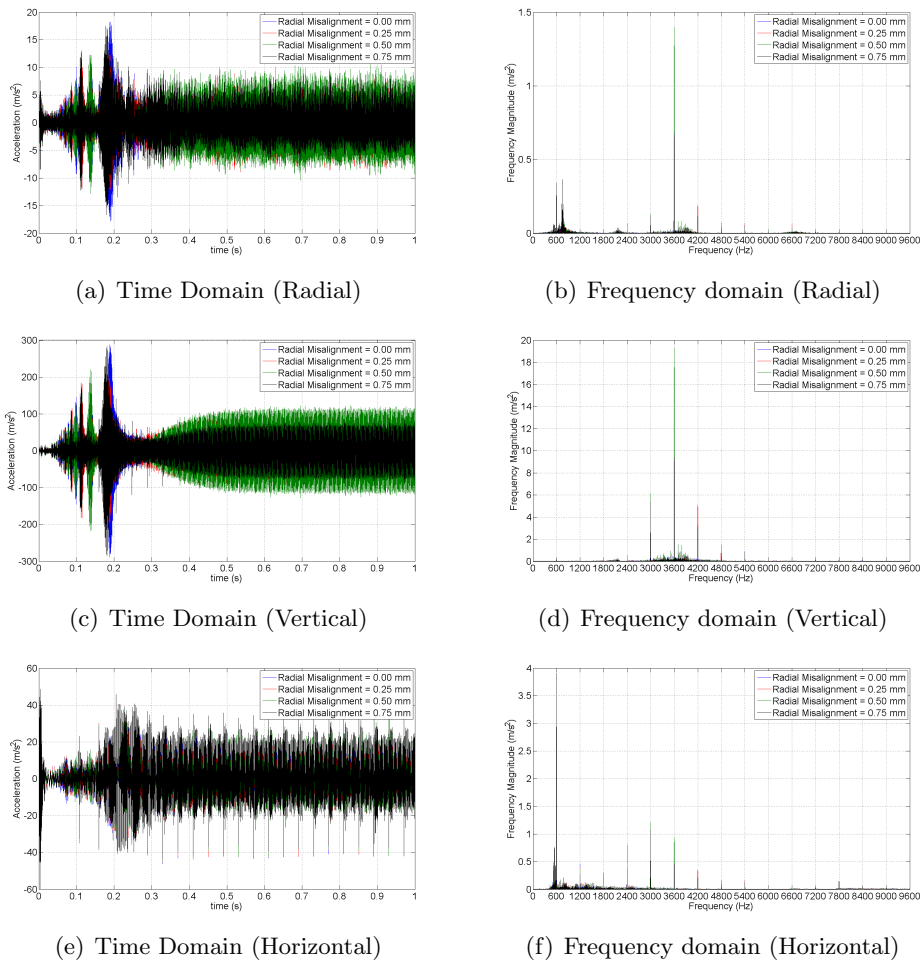 20
15
10
5
0
-5
-10
-15
-20
Acceleration (m/s²)
0 0.1 0.2 0.3 0.4 0.5 0.6 0.7 0.8 0.9 1
time (s)
Radial Misalignment = 0.00 mm
Radial Misalignment = 0.25 mm
Radial Misalignment = 0.50 mm
Radial Misalignment = 0.75 mm
(a) Time Domain (Radial)
1.5
1
0.5
0
Frequency Magnitude (m/s²)
0 600 1200 1800 2400 3000 3600 4200 4800 5400 6000 6600 7200 7800 8400 9000 9600
Frequency (Hz)
Radial Misalignment = 0.00 mm
Radial Misalignment = 0.25 mm
Radial Misalignment = 0.50 mm
Radial Misalignment = 0.75 mm
(b) Frequency domain (Radial)
300
200
100
0
-100
-200
-300
Acceleration (m/s²)
0 0.1 0.2 0.3 0.4 0.5 0.6 0.7 0.8 0.9 1
time (s)
Radial Misalignment = 0.00 mm
Radial Misalignment = 0.25 mm
Radial Misalignment = 0.50 mm
Radial Misalignment = 0.75 mm
(c) Time Domain (Vertical)
20
18
16
14
12
10
8
6
4
2
0
Frequency Magnitude (m/s²)
0 600 1200 1800 2400 3000 3600 4200 4800 5400 6000 6600 7200 7800 8400 9000 9600
Frequency (Hz)
Radial Misalignment = 0.00 mm
Radial Misalignment = 0.25 mm
Radial Misalignment = 0.50 mm
Radial Misalignment = 0.75 mm
(d) Frequency domain (Vertical)
60
40
20
0
-20
-40
-60
Acceleration (m/s²)
0 0.1 0.2 0.3 0.4 0.5 0.6 0.7 0.8 0.9 1
time (s)
Radial Misalignment = 0.00 mm
Radial Misalignment = 0.25 mm
Radial Misalignment = 0.50 mm
Radial Misalignment = 0.75 mm
(e) Time Domain (Horizontal)
4
3.5
3
2.5
2
1.5
1
0.5
0
Frequency Magnitude (m/s²)
0 600 1200 1800 2400 3000 3600 4200 4800 5400 6000 6600 7200 7800 8400 9000 9600
Frequency (Hz)
Radial Misalignment = 0.00 mm
Radial Misalignment = 0.25 mm
Radial Misalignment = 0.50 mm
Radial Misalignment = 0.75 mm
(f) Frequency domain (Horizontal)